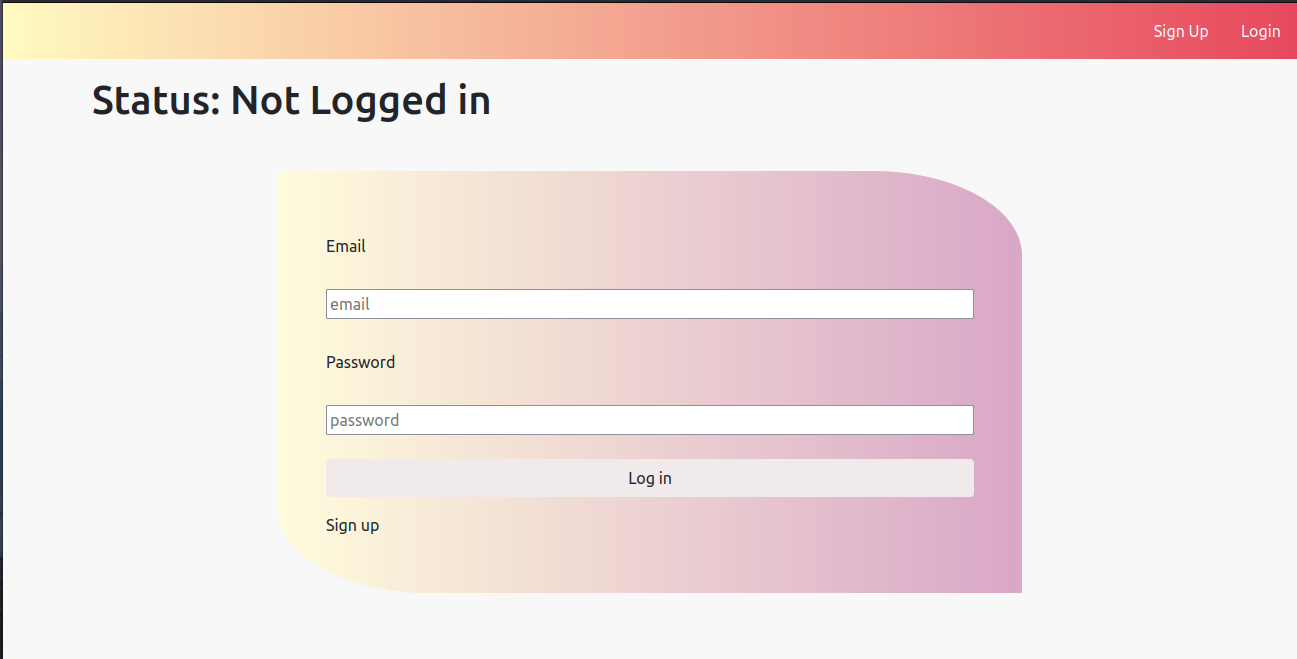 Sign Up Login
Status: Not Logged in
Email
email
Password
password
Log in
Sign up